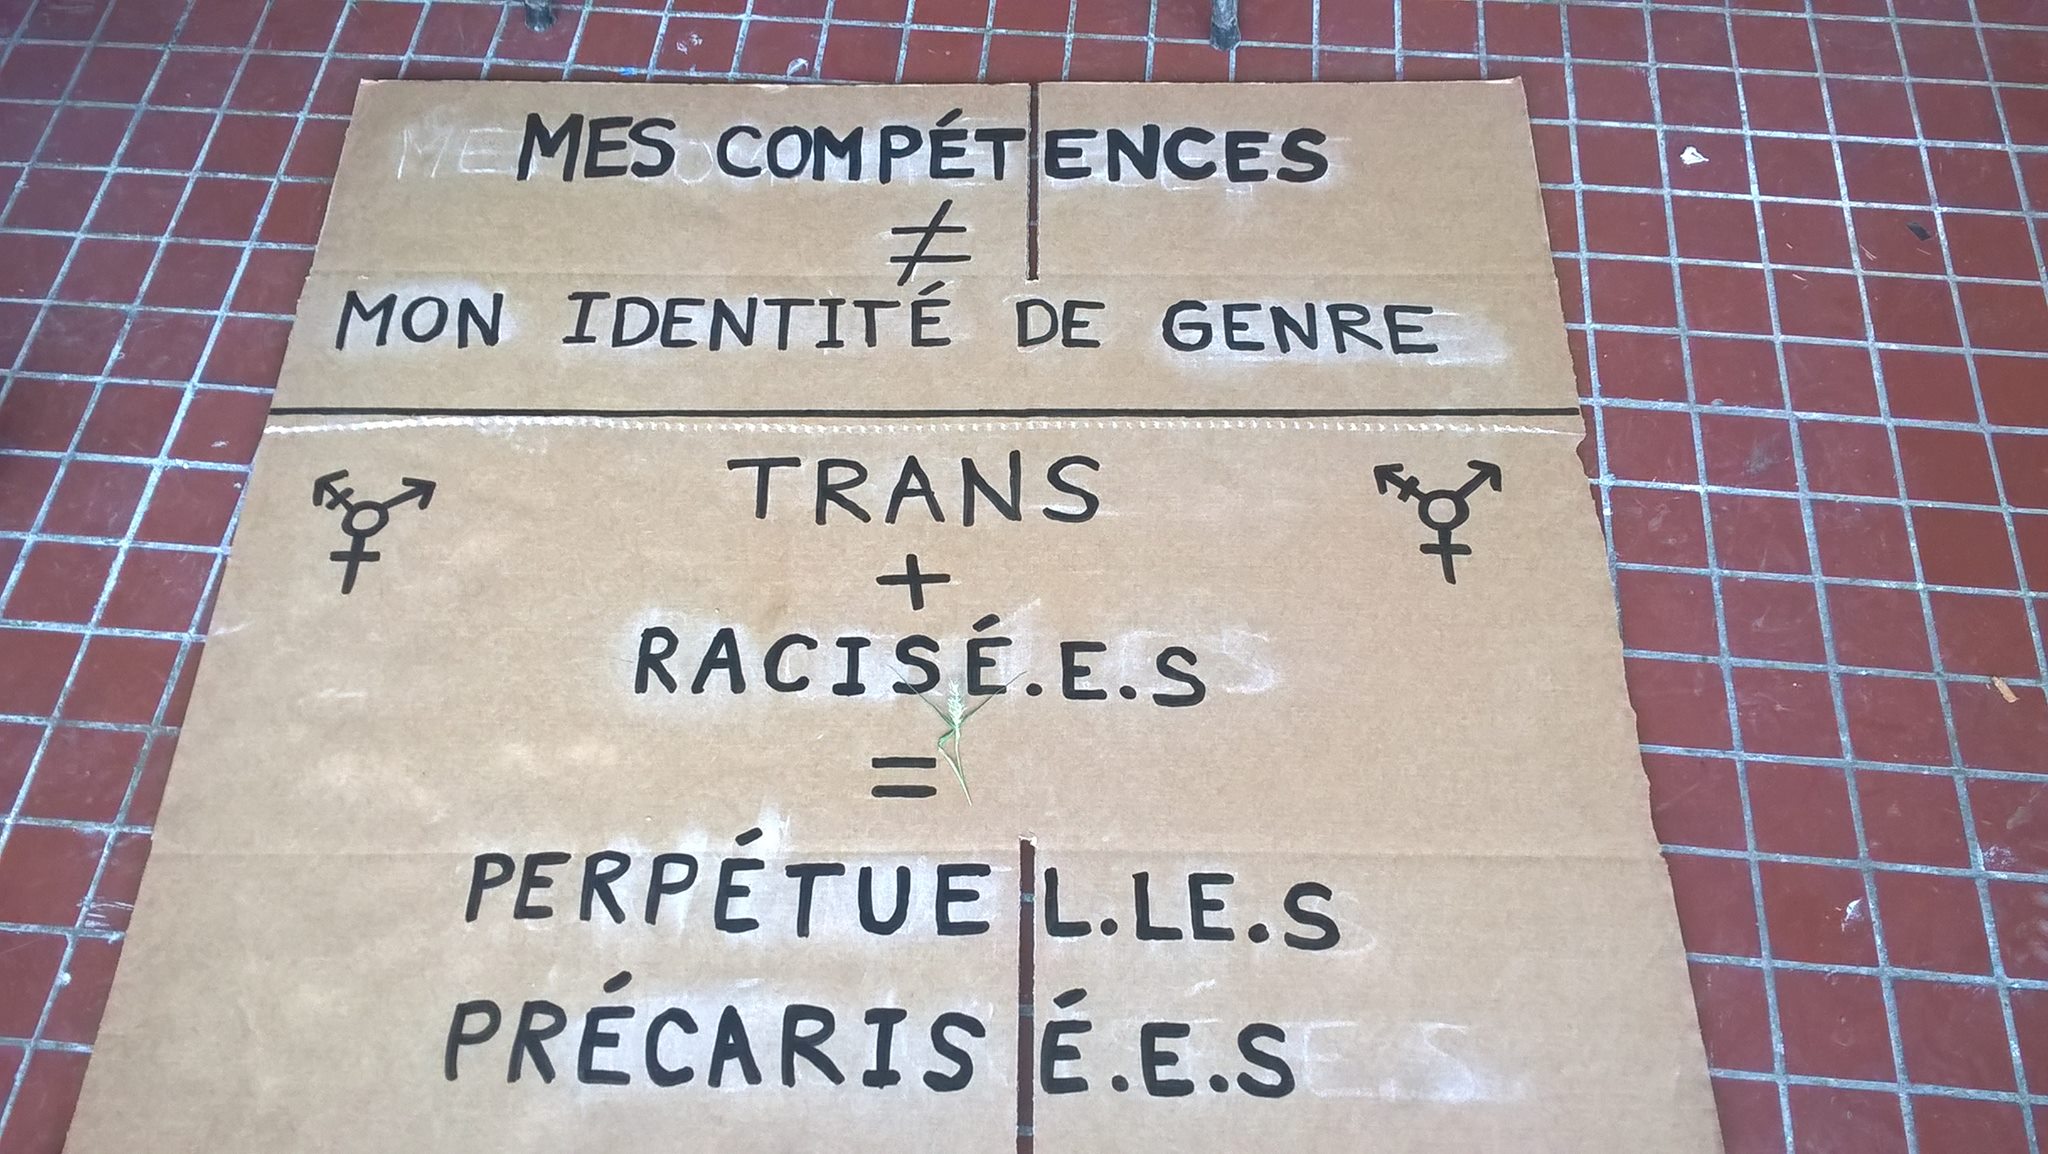 MES COMPÉTENCES
≠
MON IDENTITÉ DE GENRE
⚧ TRANS ⚧
+
RACISÉ.E.S
=
PERPÉTUEL.LE.S
PRÉCARISÉ.E.S